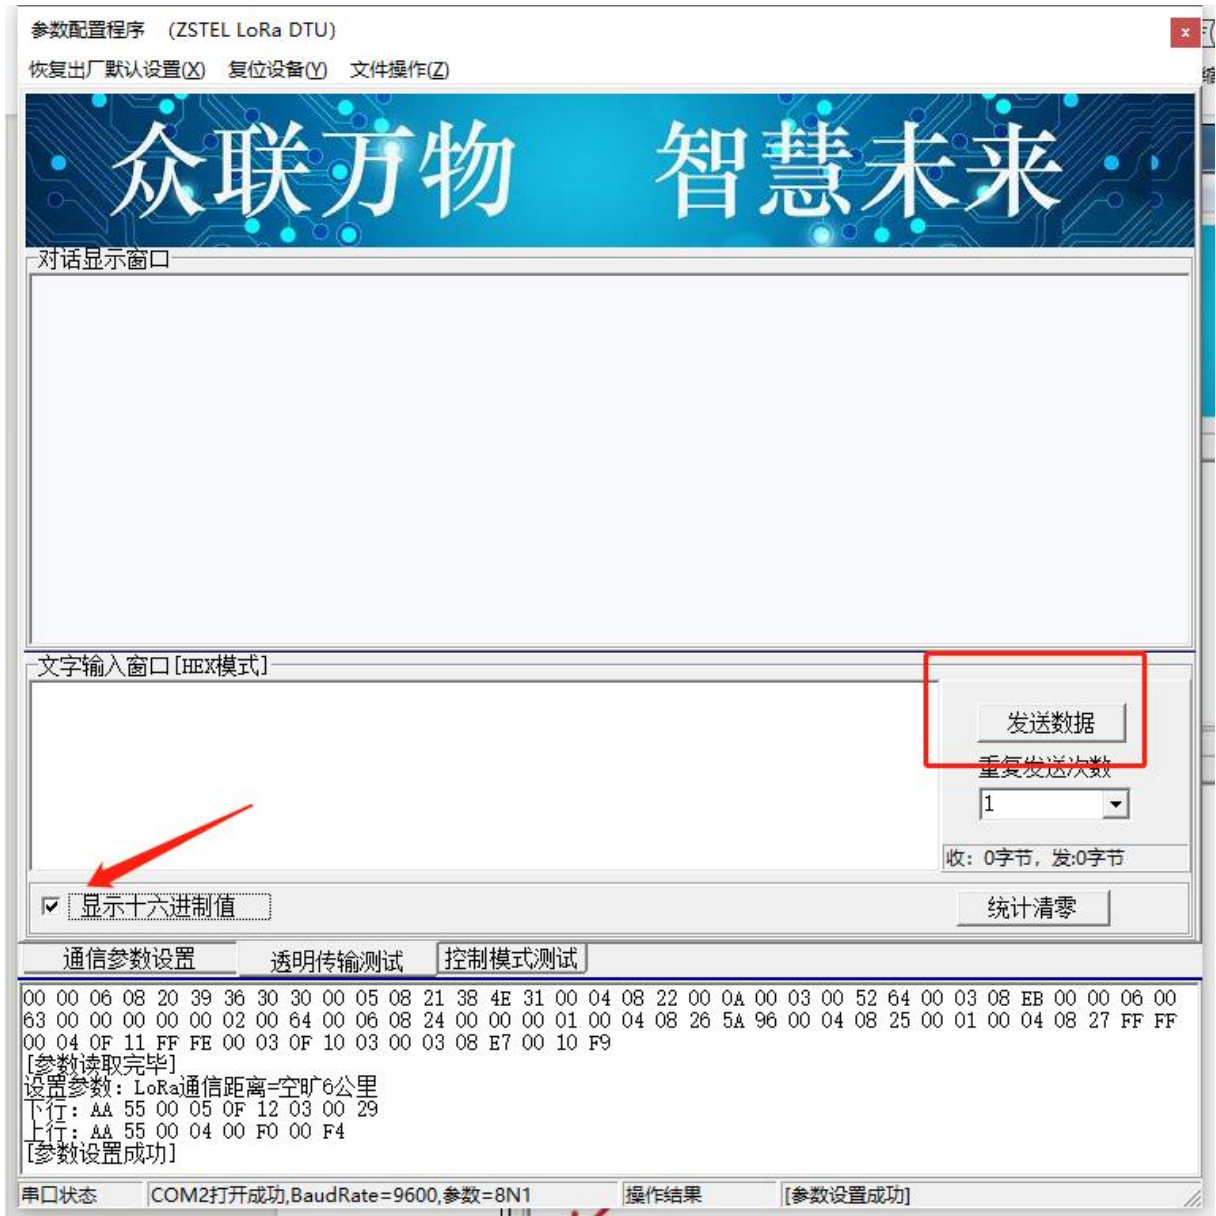 参数配置程序 (ZSTEL LoRa DTU)
恢复出厂默认设置(X) 复位设备(Y) 文件操作(Z)
众联万物 智慧未来
对话显示窗口
文字输入窗口[HEX模式]
发送数据
重复发送次数
1
收: 0字节, 发:0字节
显示十六进制值
统计清零
通信参数设置 透明传输测试 控制模式测试
00 00 06 08 20 39 36 30 30 00 05 08 21 38 4E 31 00 04 08 22 00 0A 00 03 00 52 64 00 03 08 EB 00 00 06 00
63 00 00 00 00 00 02 00 64 00 06 08 24 00 00 00 01 00 04 08 26 5A 96 00 04 08 25 00 01 00 04 08 27 FF FF
00 04 0F 11 FF FE 00 03 0F 10 03 00 03 08 E7 00 10 F9
[参数读取完毕]
设置参数: LoRa通信距离=空旷6公里
下行: AA 55 00 05 0F 12 03 00 29
上行: AA 55 00 04 00 F0 00 F4
[参数设置成功]
串口状态 COM2打开成功,BaudRate=9600,参数=8N1 操作结果 [参数设置成功]